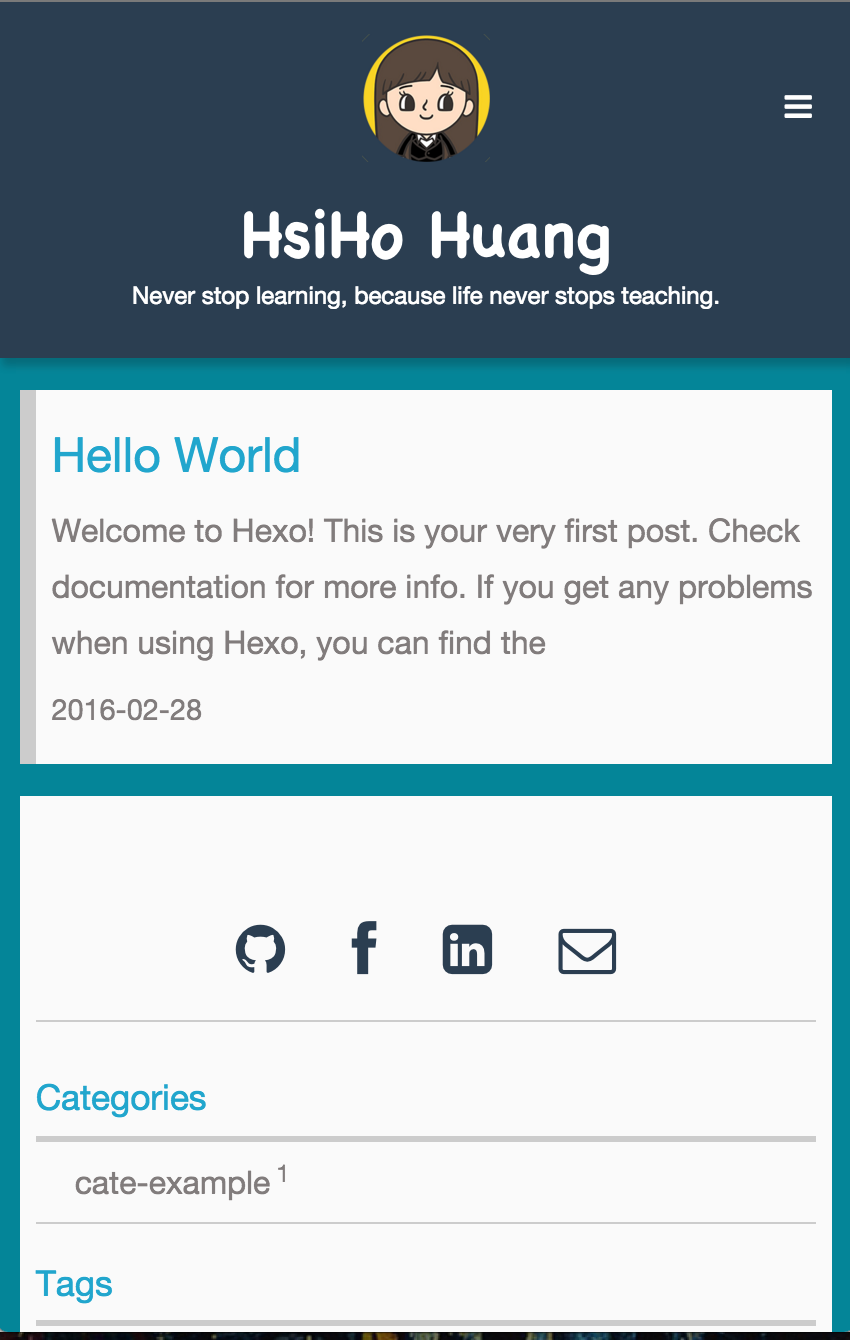 HsiHo Huang
Never stop learning, because life never stops teaching.
Hello World
Welcome to Hexo! This is your very first post. Check
documentation for more info. If you get any problems
when using Hexo, you can find the
2016-02-28
Categories
cate-example 1
Tags